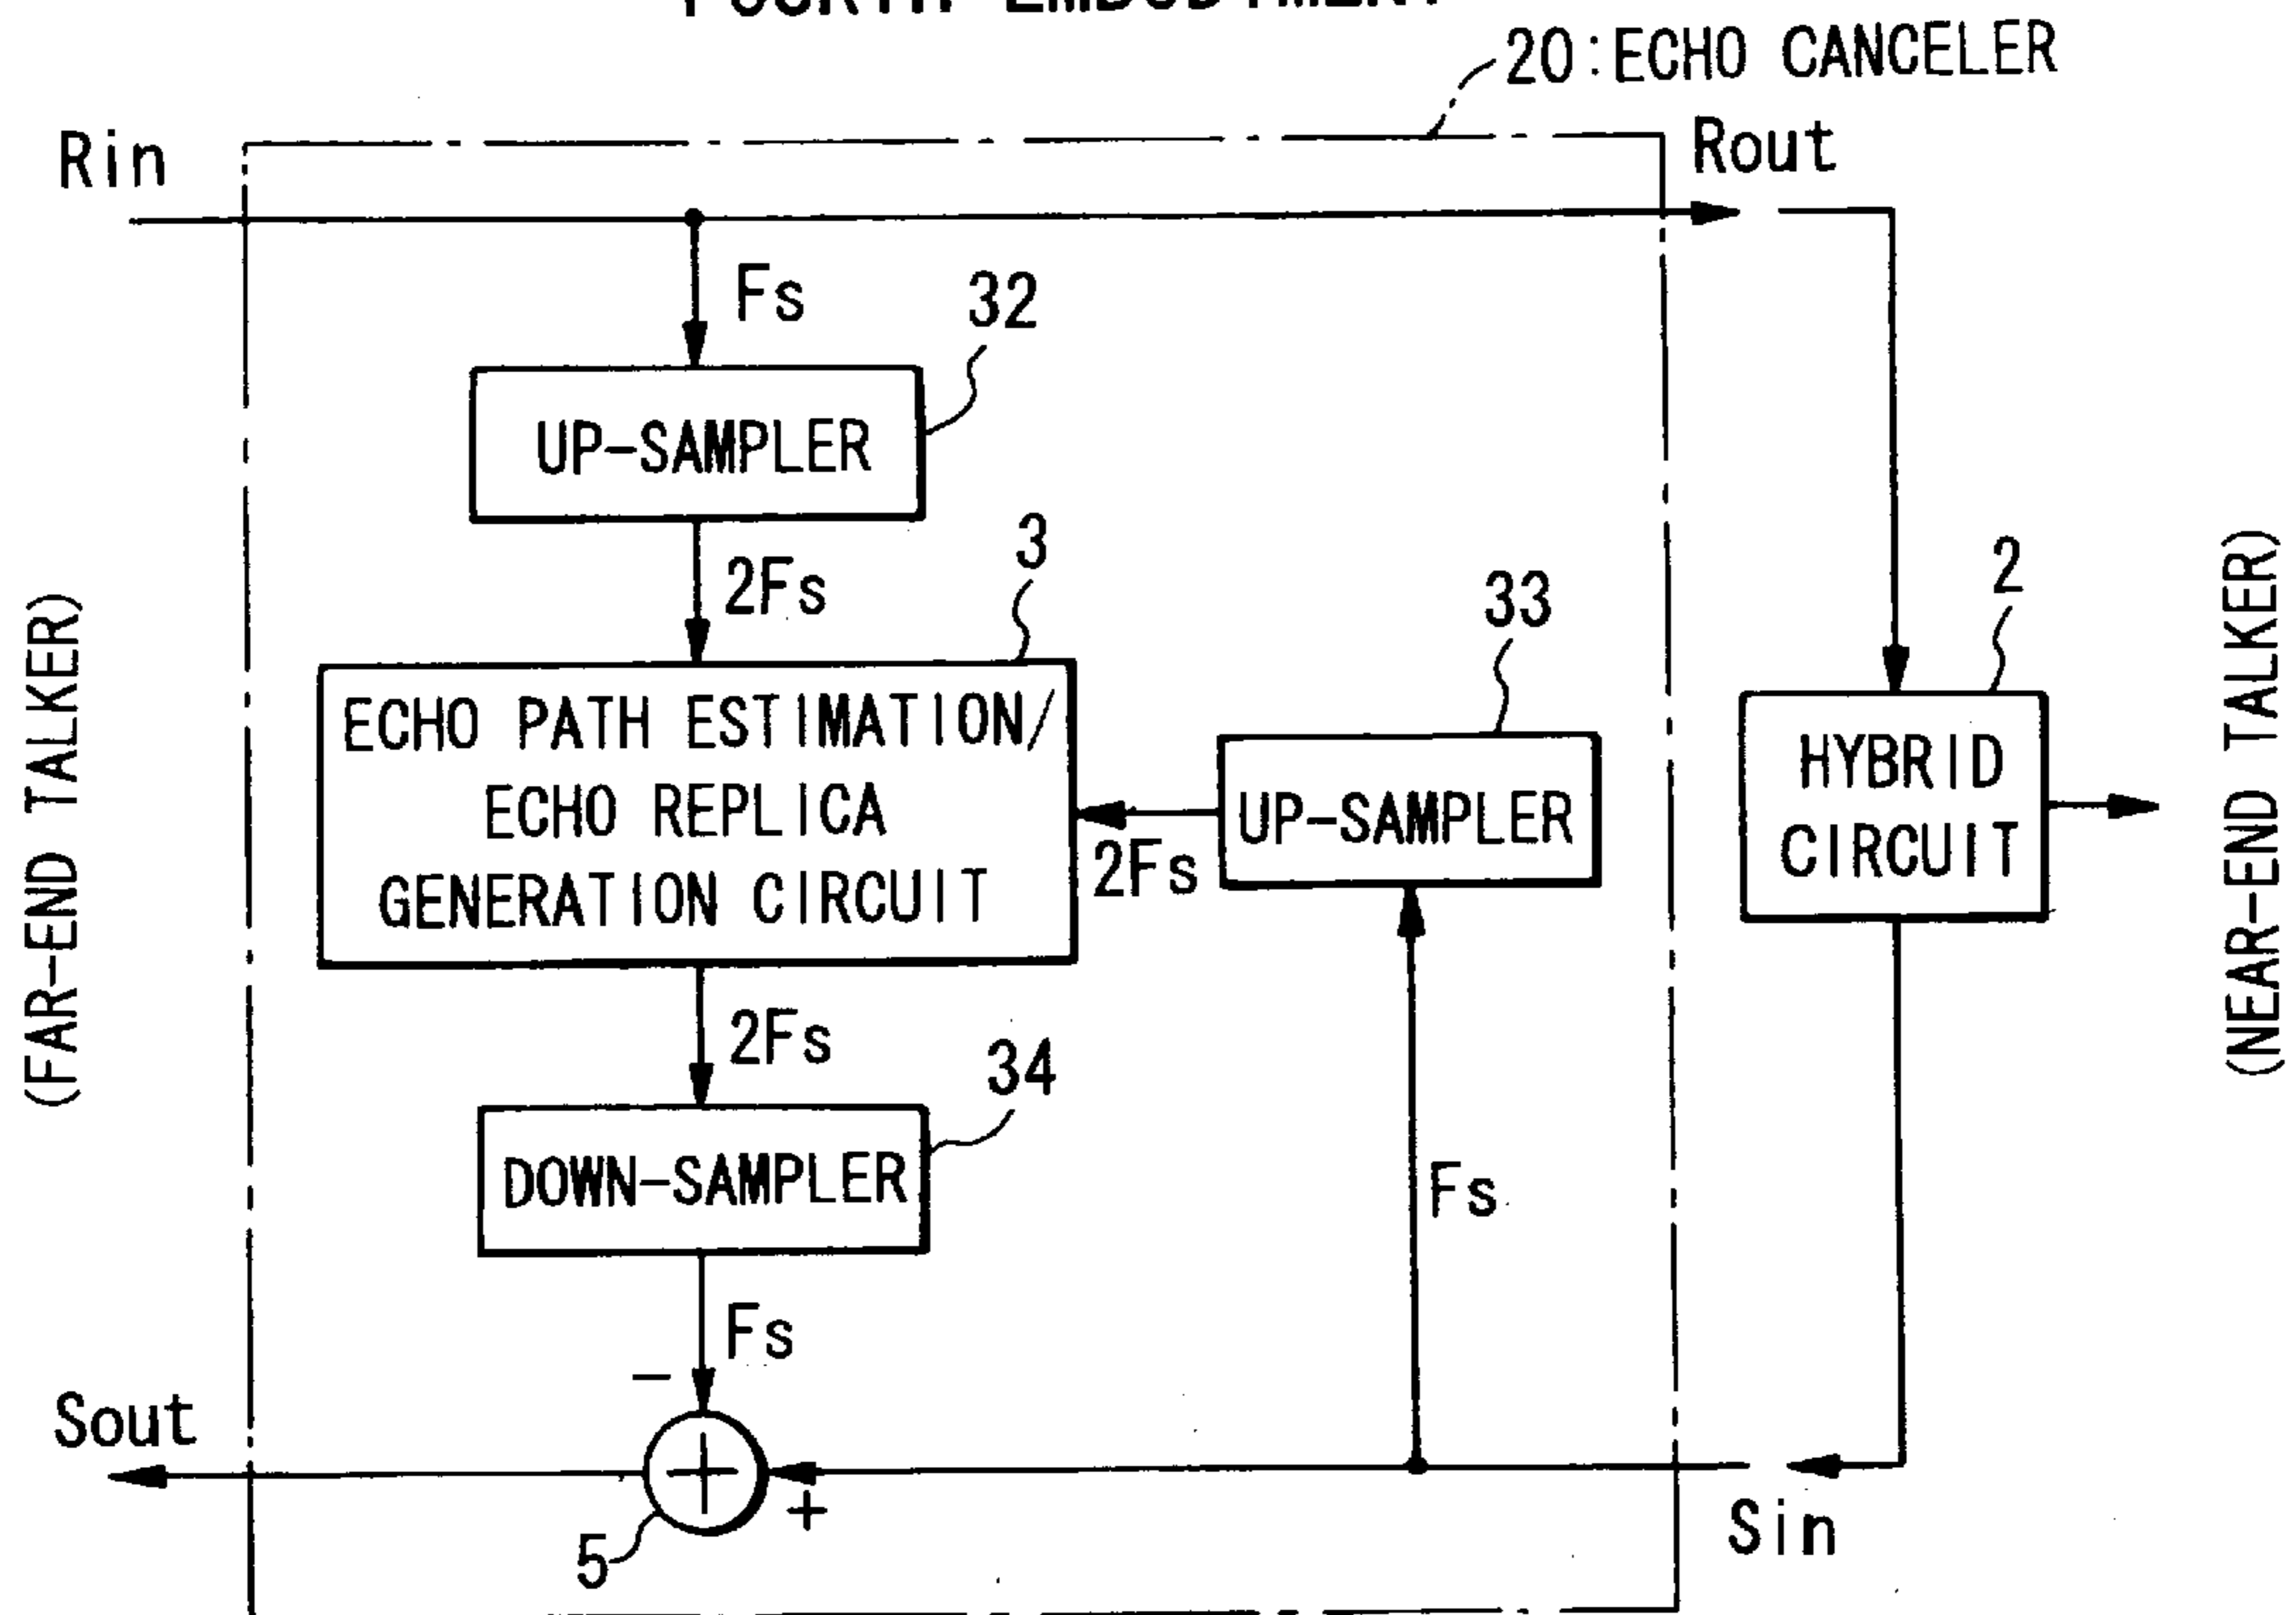 FOURTH EMBODIMENT
20:ECHO CANCELER
Rin
Rout
Fs
32
UP-SAMPLER
2Fs
3
33
2
ECHO PATH ESTIMATION/
ECHO REPLICA
GENERATION CIRCUIT
UP-SAMPLER
2Fs
HYBRID
CIRCUIT
(FAR-END TALKER)
(NEAR-END TALKER)
2Fs
34
DOWN-SAMPLER
Fs
Fs
−
Sout
+
+
5
Sin